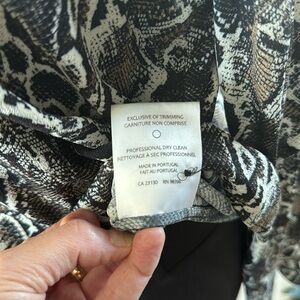 EXCLUSIVE OF TRIMMING
GARNITURE NON COMPRISE
PROFESSIONAL DRY CLEAN
NETTOYAGE À SEC PROFESSIONNEL
MADE IN PORTUGAL
FAIT AU PORTUGAL
CA 23130 RN